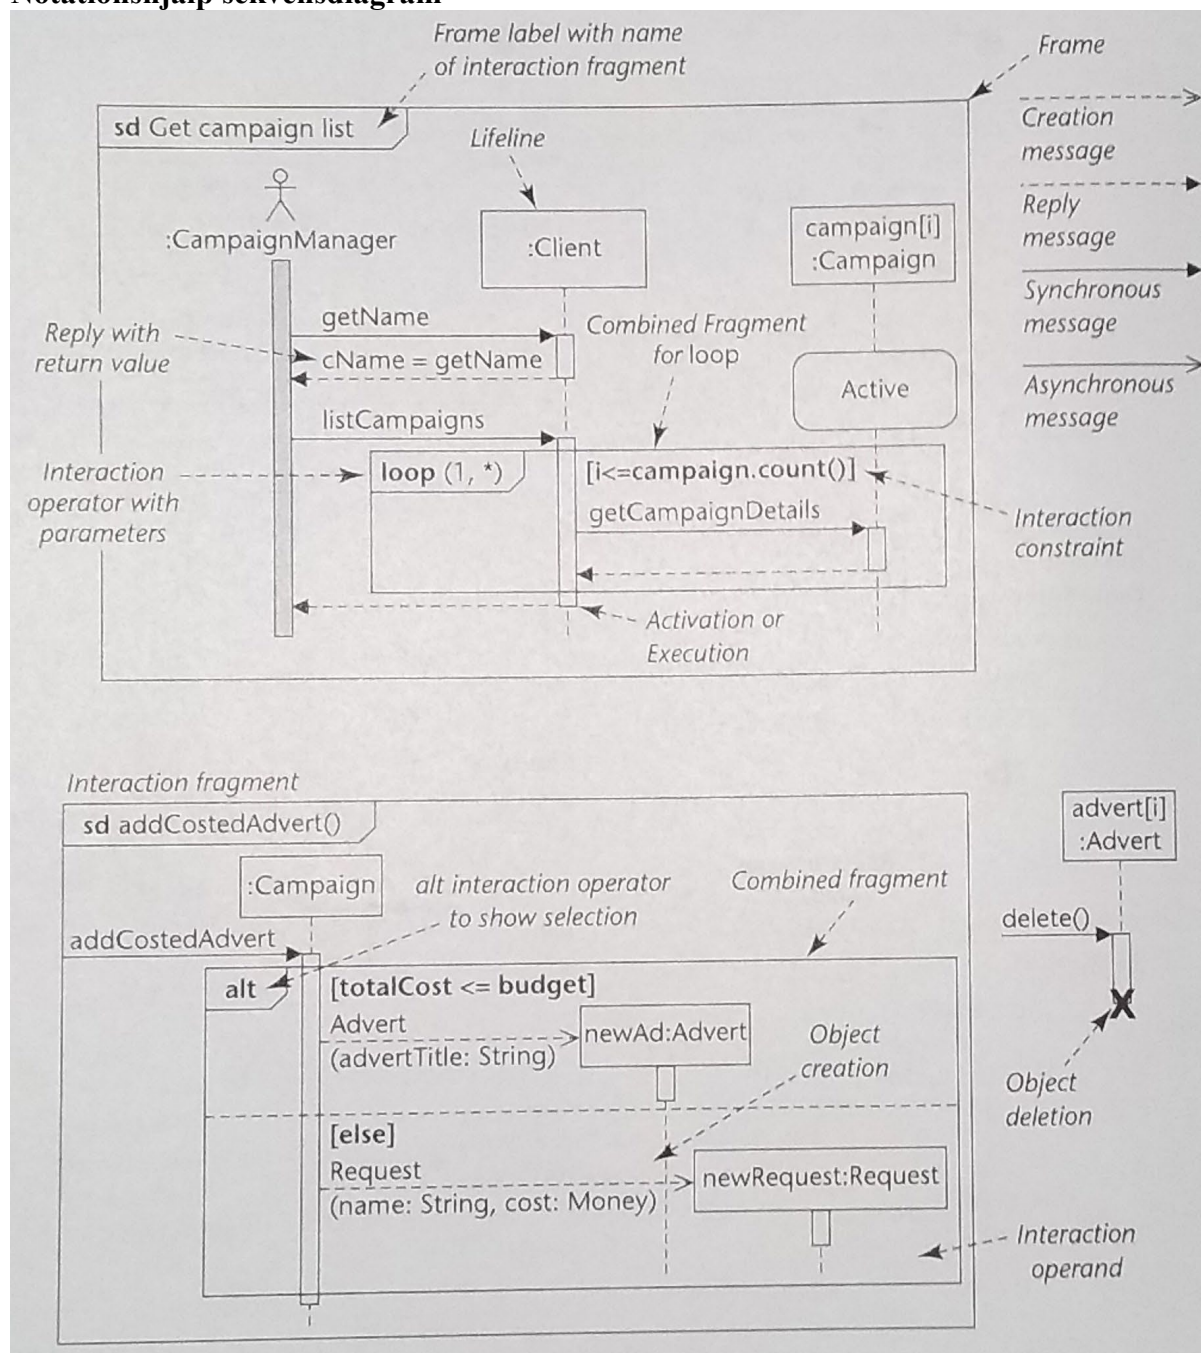 Notationshjälp sekvensdiagram
Frame label with name
of interaction fragment
Frame
sd Get campaign list
Lifeline
Creation
message
Reply
message
Synchronous
message
Asynchronous
message
:CampaignManager
:Client
campaign[i]
:Campaign
getName
Reply with
return value
cName = getName
Combined Fragment
for loop
Active
listCampaigns
Interaction
operator with
parameters
loop (1, *)
[i<=campaign.count()]
getCampaignDetails
Interaction
constraint
Activation or
Execution
Interaction fragment
sd addCostedAdvert()
:Campaign
alt interaction operator
to show selection
Combined fragment
advert[i]
:Advert
addCostedAdvert
delete()
alt
[totalCost <= budget]
Advert
(advertTitle: String)
newAd:Advert
Object
creation
Object
deletion
[else]
Request
(name: String, cost: Money)
newRequest:Request
Interaction
operand